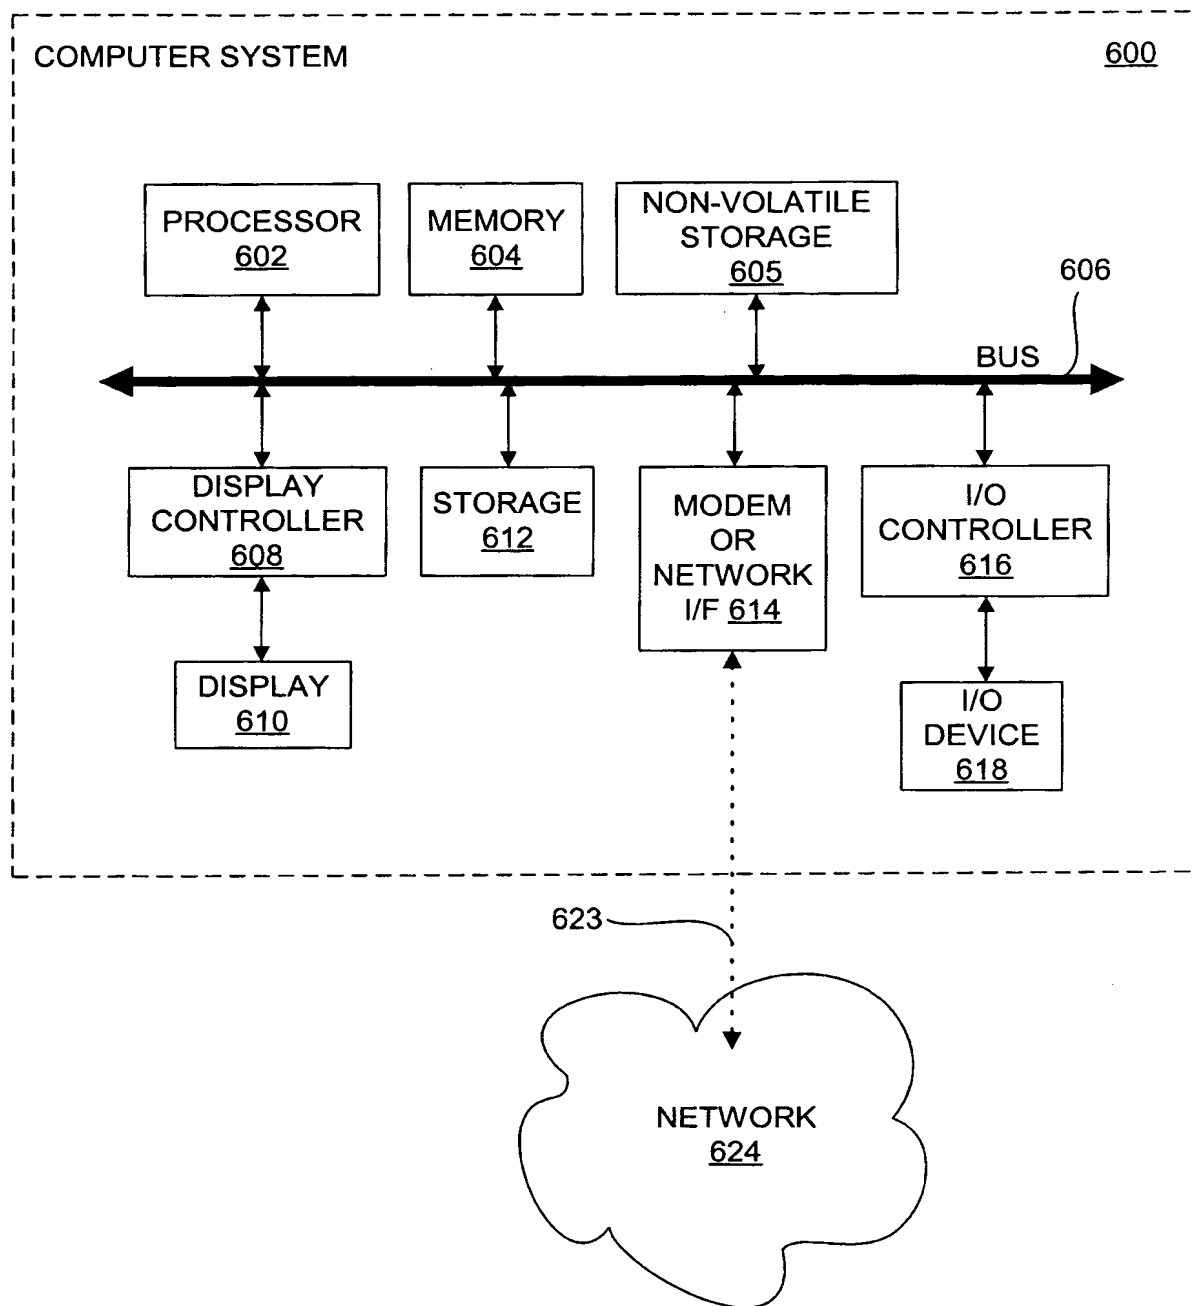 COMPUTER SYSTEM
600
PROCESSOR
602
MEMORY
604
NON-VOLATILE
STORAGE
605
606
BUS
DISPLAY
CONTROLLER
608
STORAGE
612
MODEM
OR
NETWORK
I/F 614
I/O
CONTROLLER
616
DISPLAY
610
I/O
DEVICE
618
623
NETWORK
624